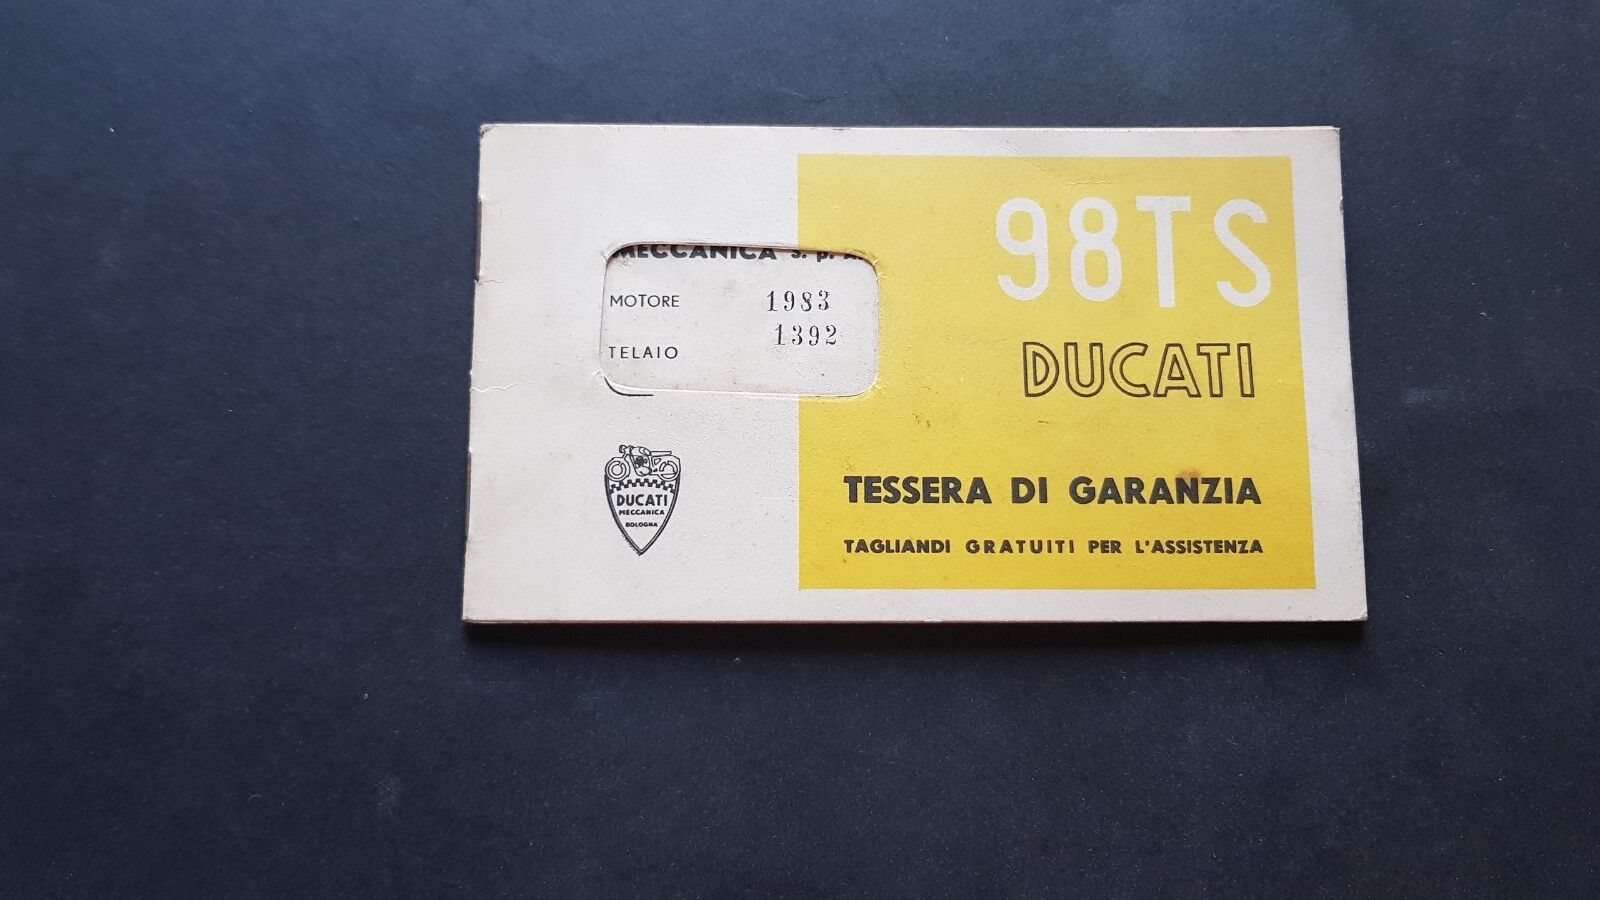 MECCANICA S. p. A.
MOTORE 1983
TELAIO 1392
DUCATI
MECCANICA
BOLOGNA
98TS
DUCATI
TESSERA DI GARANZIA
TAGLIANDI GRATUITI PER L'ASSISTENZA